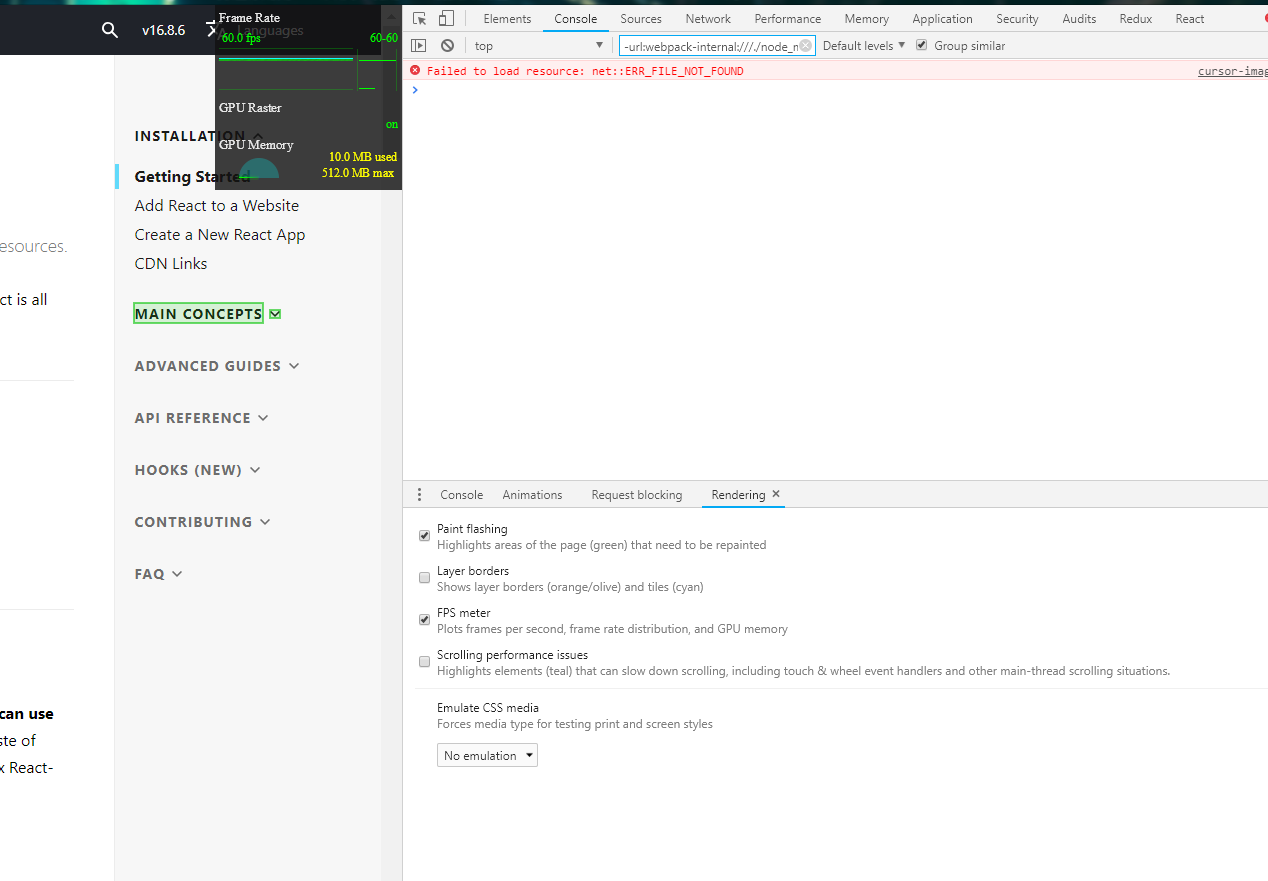 v16.8.6
Languages
Frame Rate
60.0 fps
60-60
GPU Raster
on
GPU Memory
10.0 MB used
512.0 MB max
esources.
ct is all
can use
ste of
x React-
INSTALLATION
Getting Started
Add React to a Website
Create a New React App
CDN Links
MAIN CONCEPTS
ADVANCED GUIDES
API REFERENCE
HOOKS (NEW)
CONTRIBUTING
FAQ
Elements Console Sources Network Performance Memory Application Security Audits Redux React
top -url:webpack-internal:///./node_n Default levels Group similar
Failed to load resource: net::ERR_FILE_NOT_FOUND cursor-imag
Console Animations Request blocking Rendering
Paint flashing
Highlights areas of the page (green) that need to be repainted
Layer borders
Shows layer borders (orange/olive) and tiles (cyan)
FPS meter
Plots frames per second, frame rate distribution, and GPU memory
Scrolling performance issues
Highlights elements (teal) that can slow down scrolling, including touch & wheel event handlers and other main-thread scrolling situations.
Emulate CSS media
Forces media type for testing print and screen styles
No emulation